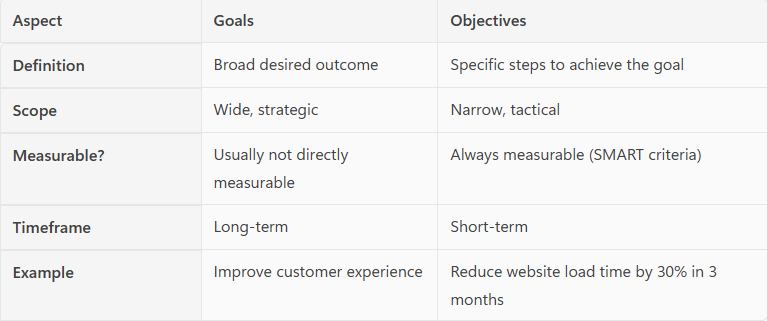 Aspect Goals Objectives
Definition Broad desired outcome Specific steps to achieve the goal
Scope Wide, strategic Narrow, tactical
Measurable? Usually not directly Always measurable (SMART criteria)
measurable
Timeframe Long-term Short-term
Example Improve customer experience Reduce website load time by 30% in 3
months